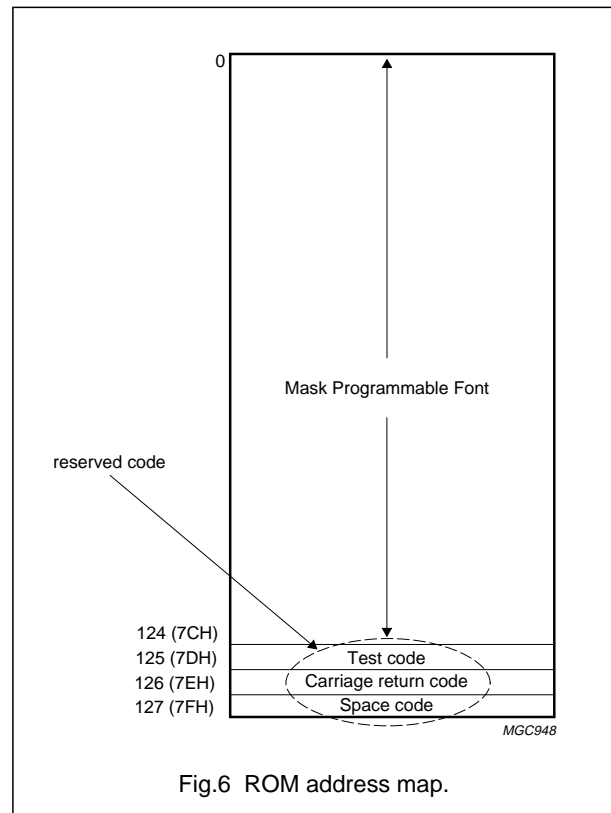 0
Mask Programmable Font
reserved code
124 (7CH)
125 (7DH) Test code
126 (7EH) Carriage return code
127 (7FH) Space code
MGC948
Fig.6 ROM address map.